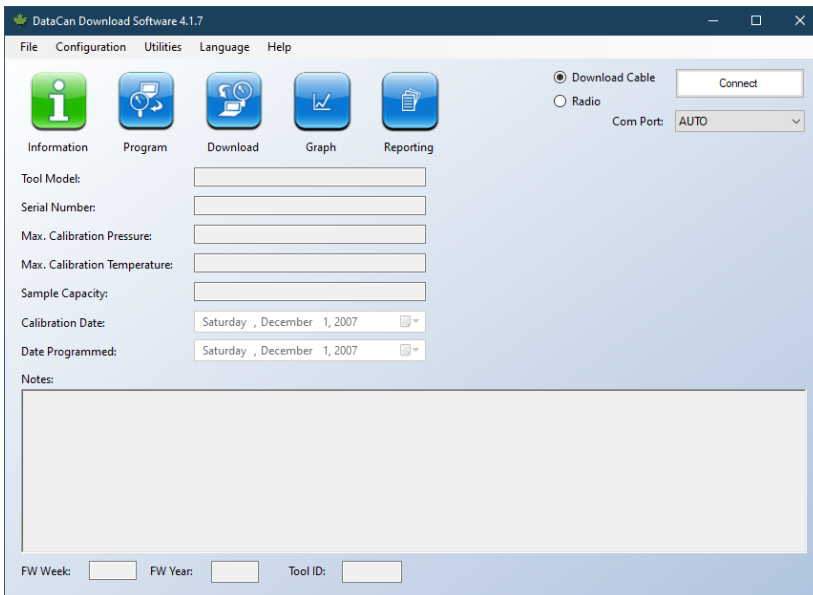 DataCan Download Software 4.1.7
File Configuration Utilities Language Help
Download Cable
Connect
Radio
Com Port: AUTO
Information Program Download Graph Reporting
Tool Model:
Serial Number:
Max. Calibration Pressure:
Max. Calibration Temperature:
Sample Capacity:
Calibration Date: Saturday , December 1, 2007
Date Programmed: Saturday , December 1, 2007
Notes:
FW Week: FW Year: Tool ID: